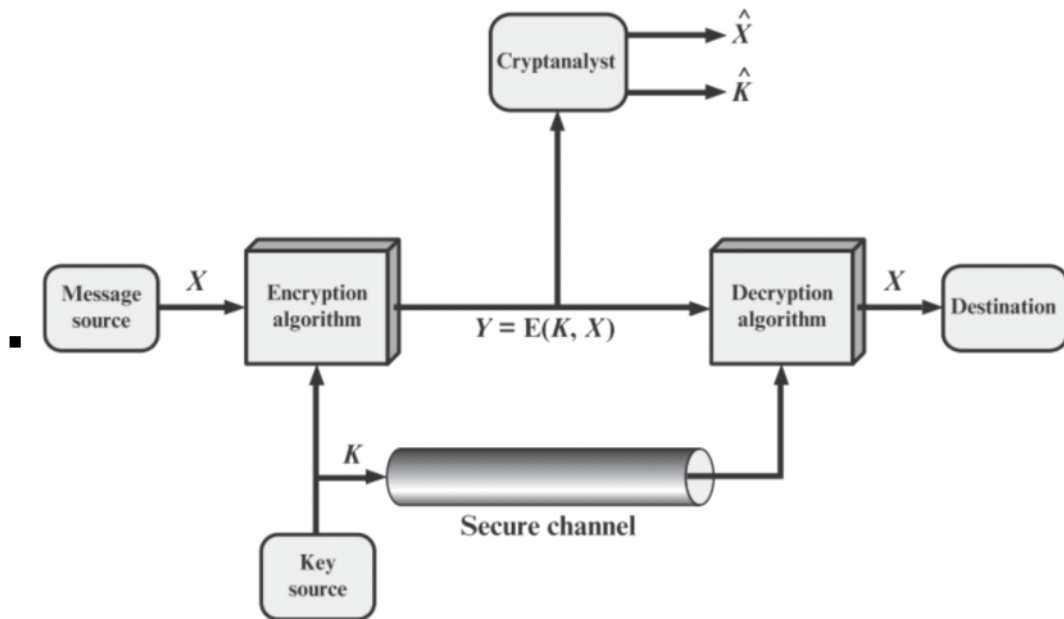 X̂
Cryptanalyst
K̂
Message
source
X
Encryption
algorithm
Y = E(K, X)
Decryption
algorithm
X
Destination
K
Secure channel
Key
source